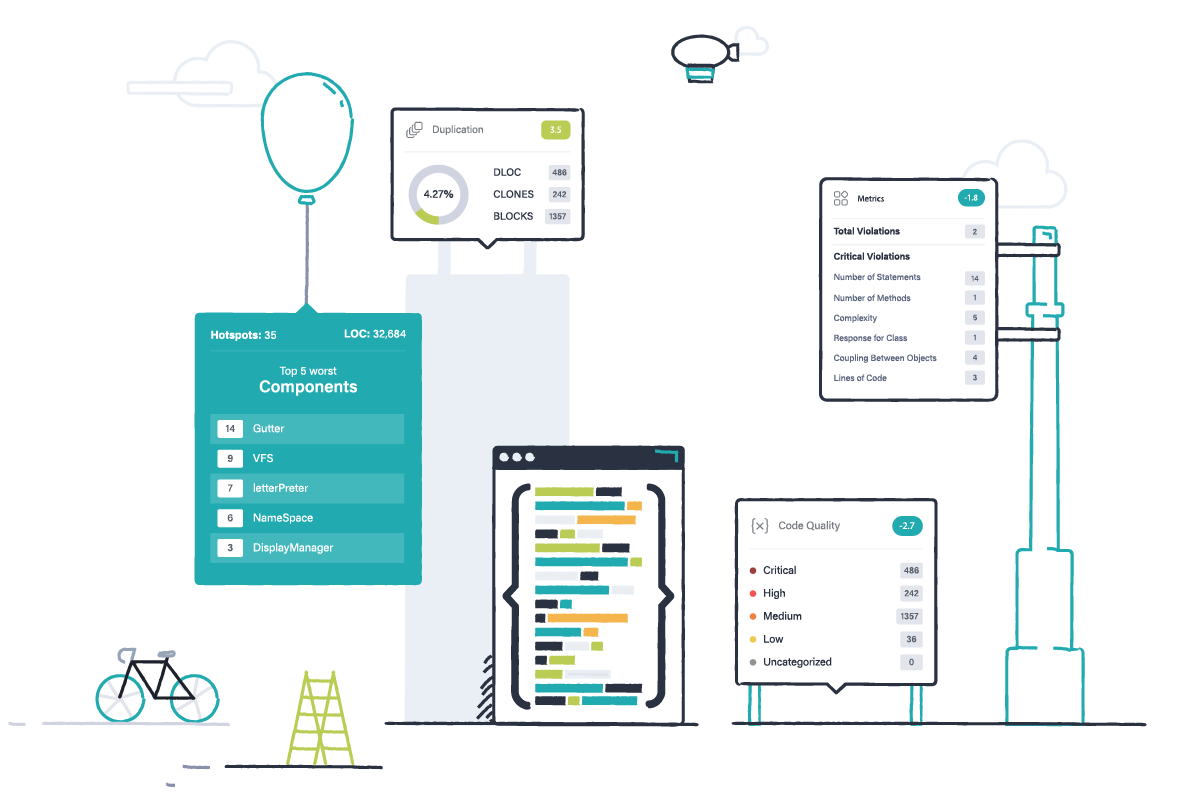 Duplication 3.5
4.27%
DLOC 486
CLONES 242
BLOCKS 1357
Metrics -1.8
Total Violations 2
Critical Violations
Number of Statements 14
Number of Methods 1
Complexity 5
Response for Class 1
Coupling Between Objects 4
Lines of Code 3
Hotspots: 35 LOC: 32,684
Top 5 worst
Components
14 Gutter
9 VFS
7 letterPreter
6 NameSpace
3 DisplayManager
{x} Code Quality -2.7
Critical 486
High 242
Medium 1357
Low 36
Uncategorized 0